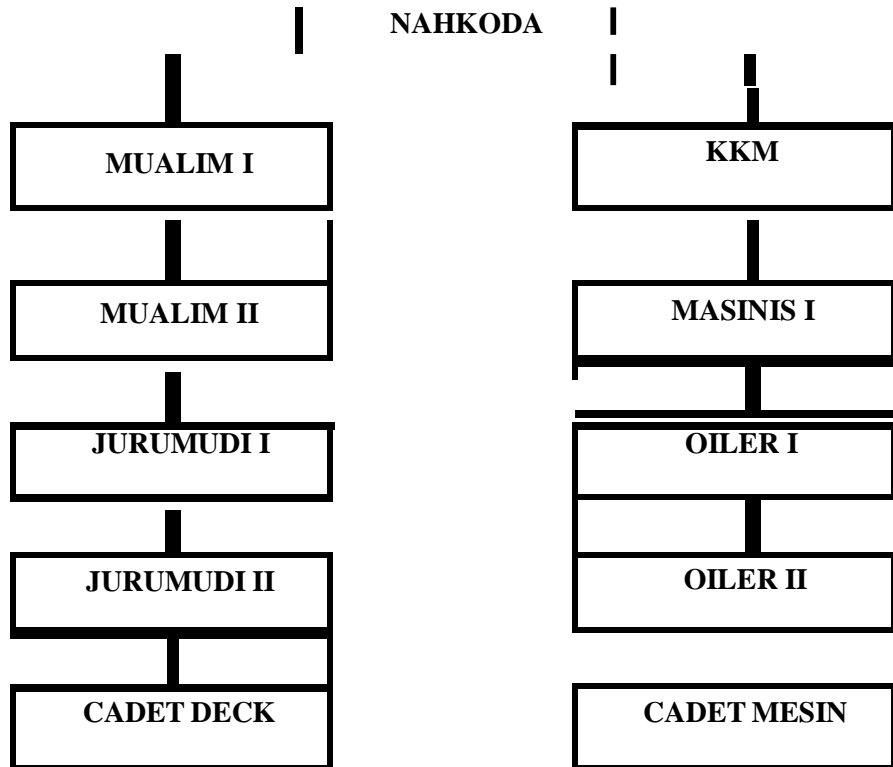 NAHKODA
MUALIM I
KKM
MUALIM II
MASINIS I
JURUMUDI I
OILER I
JURUMUDI II
OILER II
CADET DECK
CADET MESIN